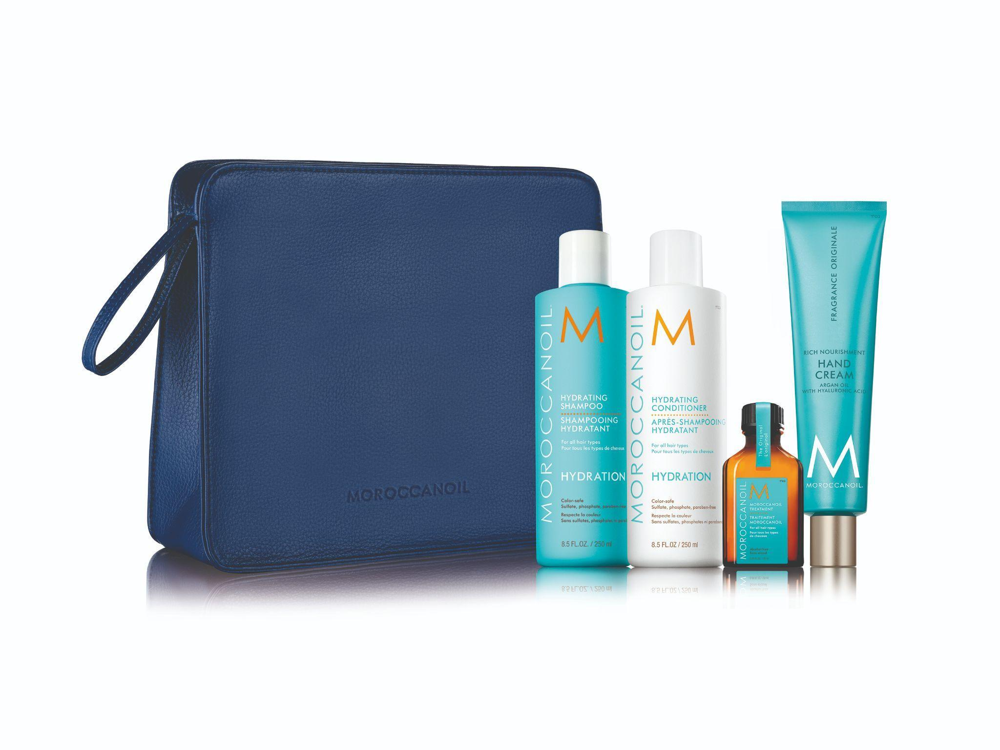 MOROCCANOIL
MOROCCANOIL®
M
HYDRATING
SHAMPOO
SHAMPOOING
HYDRATANT
For all hair types
Pour tous les types de cheveux
HYDRATION
Color-safe
Sulfate, phosphate, paraben-free
Respecte la couleur
Sans sulfates, phosphates ni
8.5 FL.OZ. / 250 ml
MOROCCANOIL®
M
בס"ד
HYDRATING
CONDITIONER
APRÈS-SHAMPOOING
HYDRATANT
For all hair types
Pour tous les types de cheveux
HYDRATION
Color-safe
Sulfate, phosphate, paraben-free
Respecte la couleur
Sans sulfates, phosphates ni parabens
8.5 FL.OZ / 250 ml
The Original
L'original
MOROCCANOIL®
M
בס"ד
MOROCCANOIL
TREATMENT
TRAITEMENT
MOROCCANOIL
For all hair types
Pour tous les types
de cheveux
Alcohol-free
Sans alcool
בס"ד
FRAGRANCE ORIGINALE
RICH NOURISHMENT
HAND
CREAM
ARGAN OIL
WITH HYALURONIC ACID
M
MOROCCANOIL®